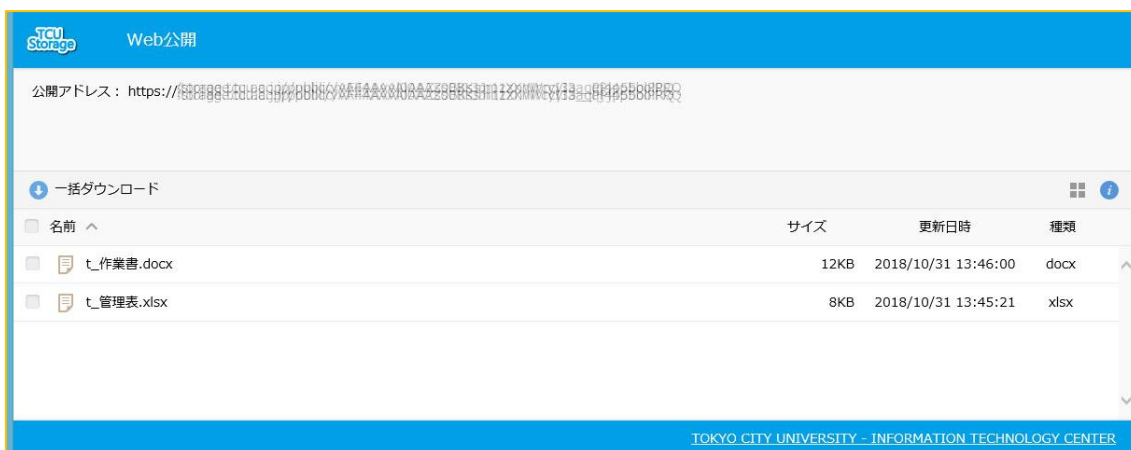 TCU
Storage
Web公開
公開アドレス： https://
一括ダウンロード
名前 サイズ 更新日時 種類
t_作業書.docx 12KB 2018/10/31 13:46:00 docx
t_管理表.xlsx 8KB 2018/10/31 13:45:21 xlsx
TOKYO CITY UNIVERSITY - INFORMATION TECHNOLOGY CENTER